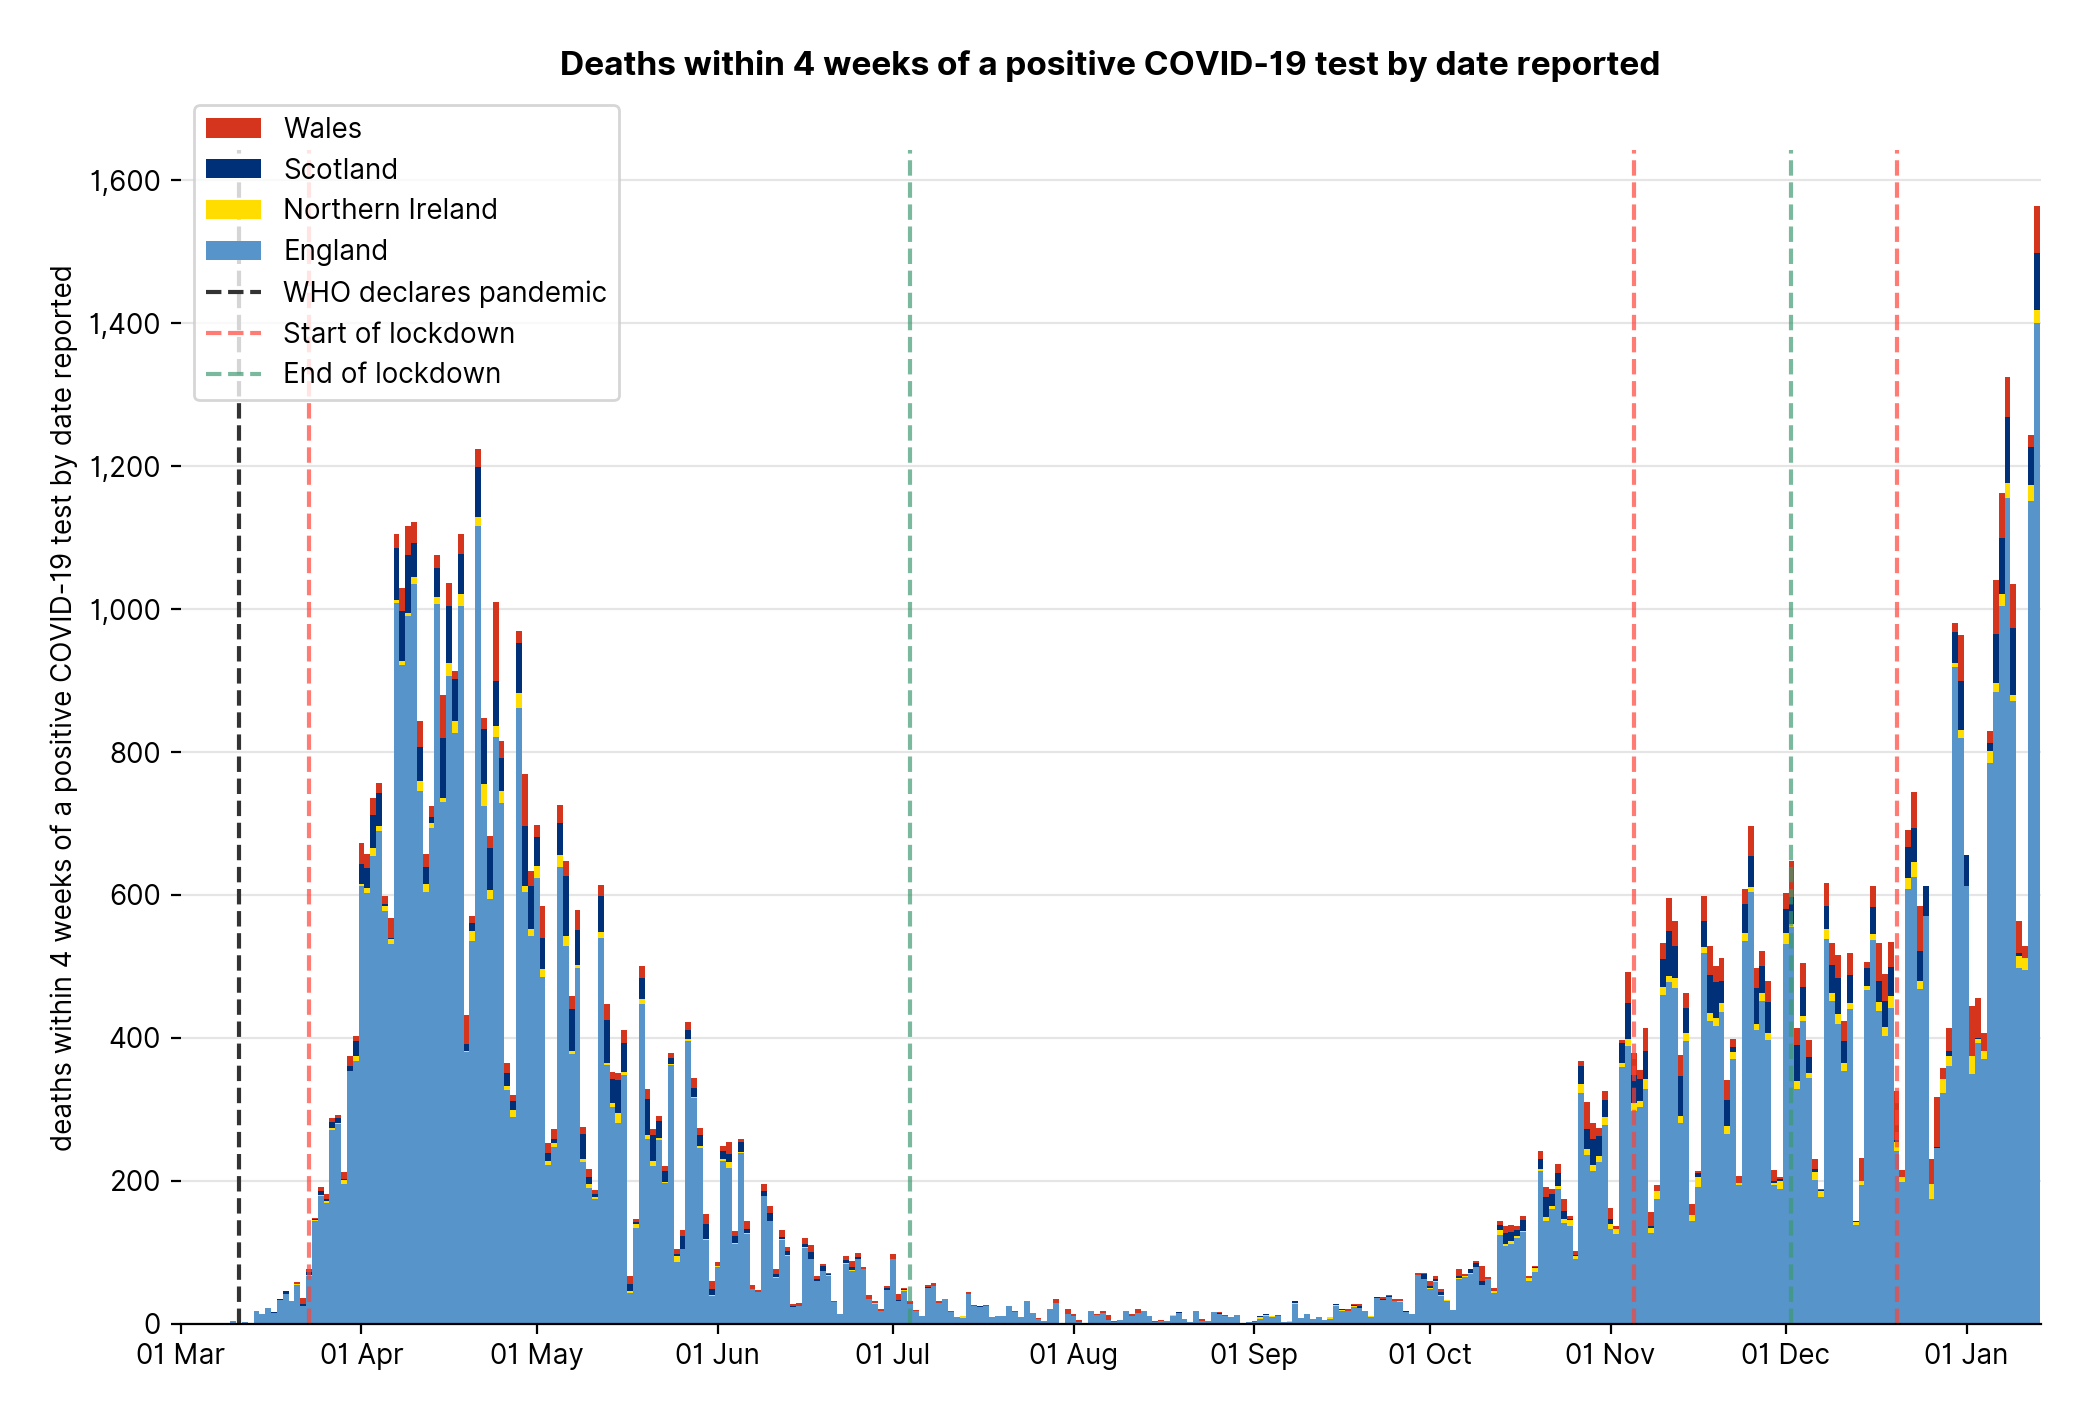 Deaths within 4 weeks of a positive COVID-19 test by date reported
Wales
Scotland
Northern Ireland
England
WHO declares pandemic
Start of lockdown
End of lockdown
deaths within 4 weeks of a positive COVID-19 test by date reported
1,600
1,400
1,200
1,000
800
600
400
200
0
01 Mar 01 Apr 01 May 01 Jun 01 Jul 01 Aug 01 Sep 01 Oct 01 Nov 01 Dec 01 Jan